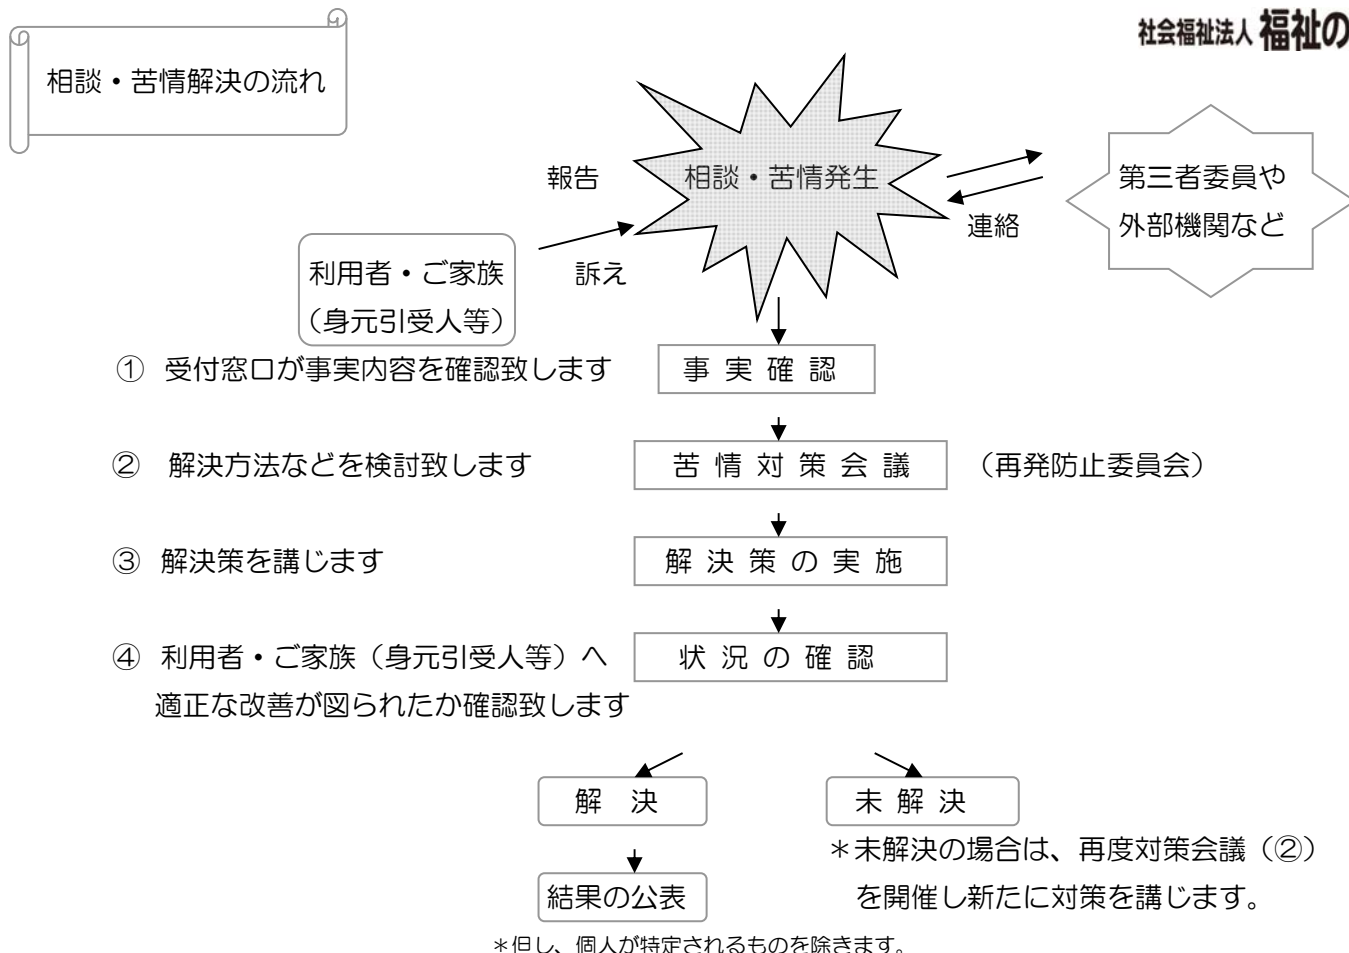 社会福祉法人 福祉の
相談・苦情解決の流れ
報告
相談・苦情発生
第三者委員や
外部機関など
連絡
利用者・ご家族
（身元引受人等）
訴え
① 受付窓口が事実内容を確認致します
事実確認
② 解決方法などを検討致します
苦情対策会議
（再発防止委員会）
③ 解決策を講じます
解決策の実施
④ 利用者・ご家族（身元引受人等）へ
適正な改善が図られたか確認致します
状況の確認
解 決
未解決
＊未解決の場合は、再度対策会議（②）
を開催し新たに対策を講じます。
結果の公表
＊但し、個人が特定されるものを除きます。